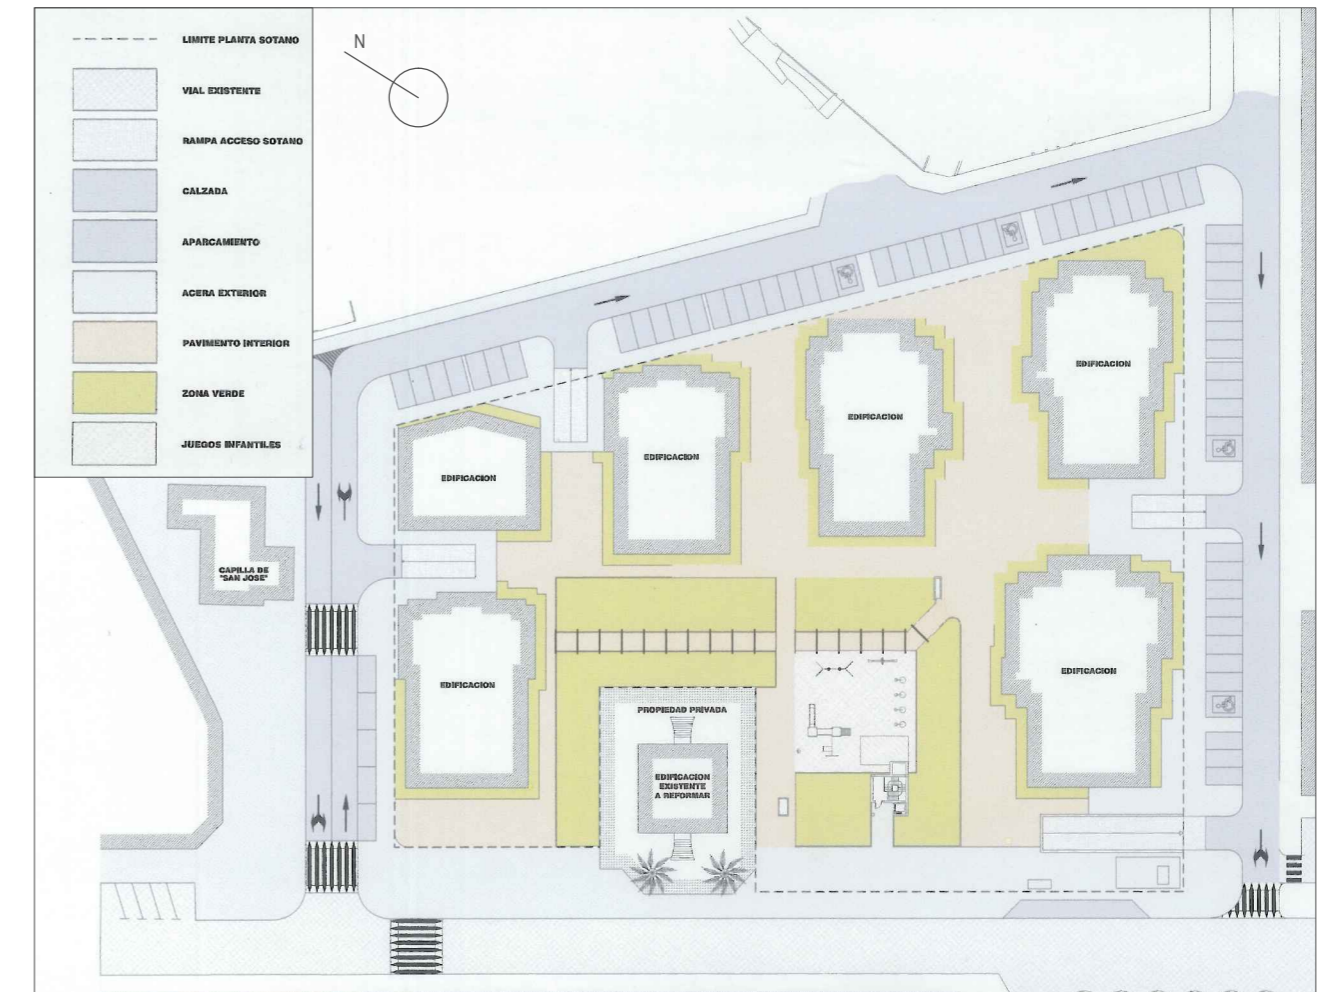 LIMITE PLANTA SOTANO
VIAL EXISTENTE
RAMPA ACCESO SOTANO
CALZADA
APARCAMIENTO
ACERA EXTERIOR
PAVIMENTO INTERIOR
ZONA VERDE
JUEGOS INFANTILES
N
EDIFICACION
EDIFICACION
EDIFICACION
EDIFICACION
CAPILLA DE
"SAN JOSE"
EDIFICACION
EDIFICACION
PROPIEDAD PRIVADA
EDIFICACION
EXISTENTE
A REFORMAR